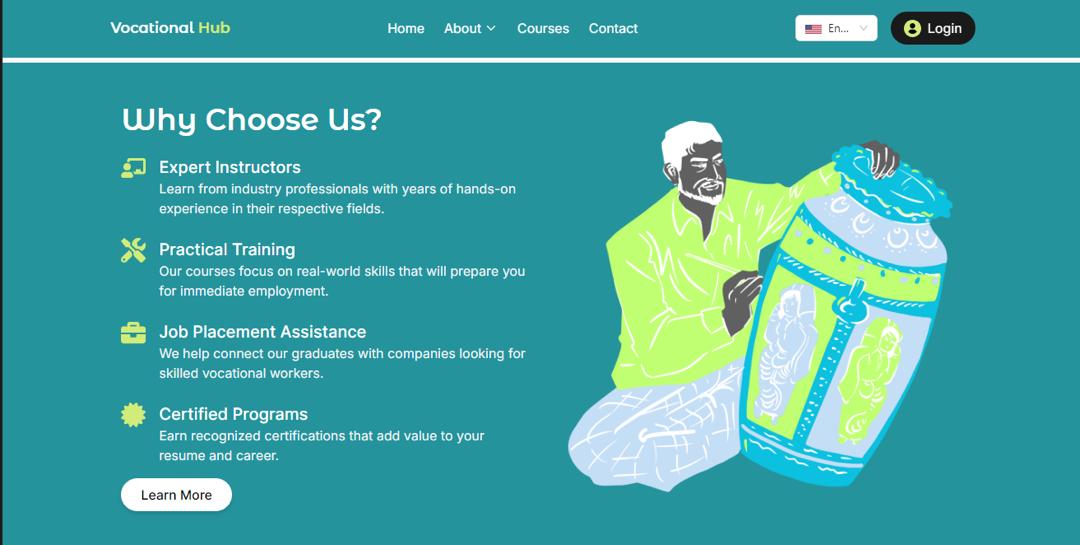 Vocational Hub
Home About Courses Contact
En...
Login
Why Choose Us?
Expert Instructors
Learn from industry professionals with years of hands-on
experience in their respective fields.
Practical Training
Our courses focus on real-world skills that will prepare you
for immediate employment.
Job Placement Assistance
We help connect our graduates with companies looking for
skilled vocational workers.
Certified Programs
Earn recognized certifications that add value to your
resume and career.
Learn More